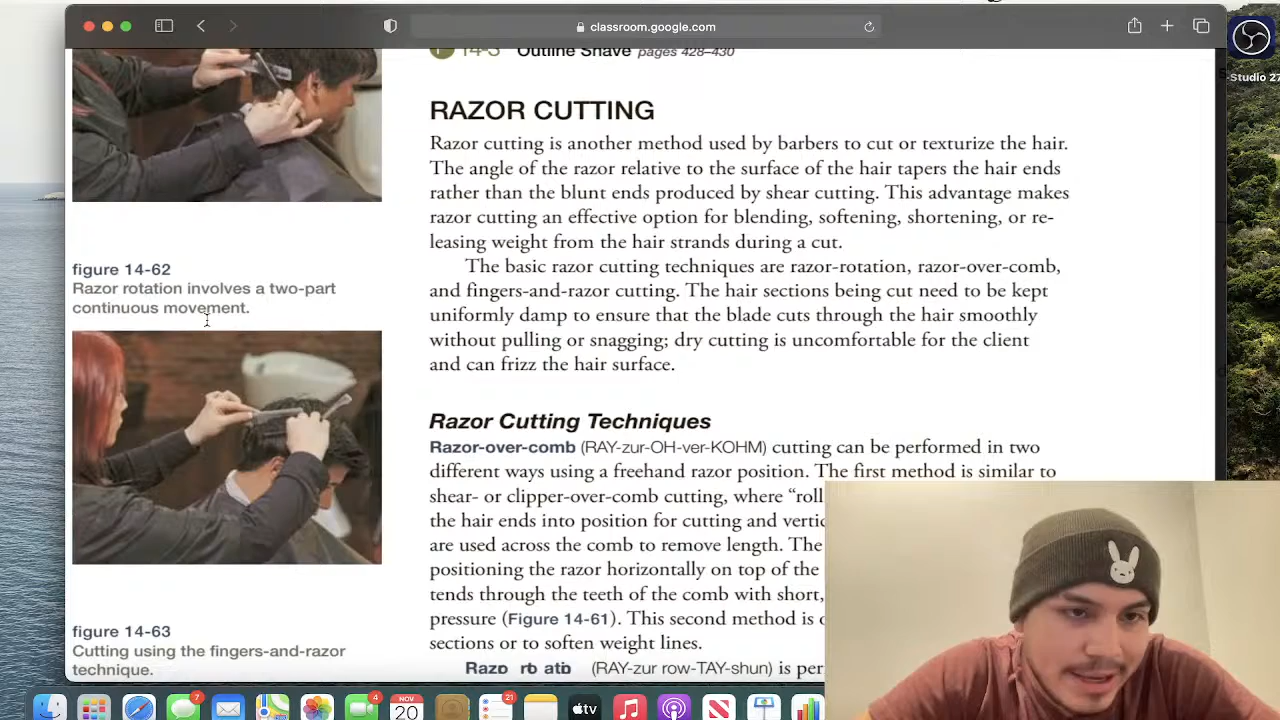 classroom.google.com
Studio 27
14-3 Outline Shave pages 428–430
RAZOR CUTTING
Razor cutting is another method used by barbers to cut or texturize the hair.
The angle of the razor relative to the surface of the hair tapers the hair ends
rather than the blunt ends produced by shear cutting. This advantage makes
razor cutting an effective option for blending, softening, shortening, or re-
leasing weight from the hair strands during a cut.
The basic razor cutting techniques are razor-rotation, razor-over-comb,
and fingers-and-razor cutting. The hair sections being cut need to be kept
uniformly damp to ensure that the blade cuts through the hair smoothly
without pulling or snagging; dry cutting is uncomfortable for the client
and can frizz the hair surface.
Razor Cutting Techniques
Razor-over-comb (RAY-zur-OH-ver-KOHM) cutting can be performed in two
different ways using a freehand razor position. The first method is similar to
shear- or clipper-over-comb cutting, where “roll
the hair ends into position for cutting and vertic
are used across the comb to remove length. The
positioning the razor horizontally on top of the
tends through the teeth of the comb with short,
pressure (Figure 14-61). This second method is
sections or to soften weight lines.
(RAY-zur row-TAY-shun) is per
figure 14-62
Razor rotation involves a two-part
continuous movement.
figure 14-63
Cutting using the fingers-and-razor
technique.
7
4
NOV
20
21
tv